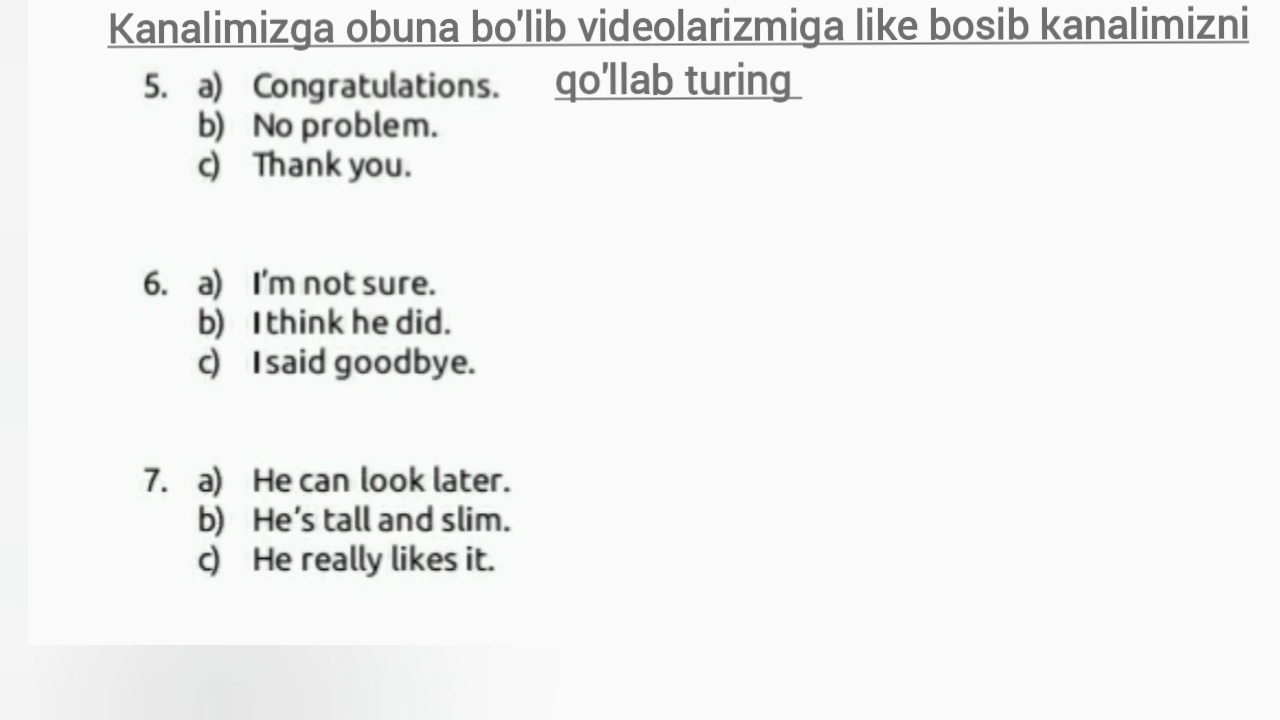 Kanalimizga obuna bo'lib videolarizmiga like bosib kanalimizni
qo'llab turing
5. a) Congratulations.
b) No problem.
c) Thank you.
6. a) I'm not sure.
b) I think he did.
c) I said goodbye.
7. a) He can look later.
b) He's tall and slim.
c) He really likes it.